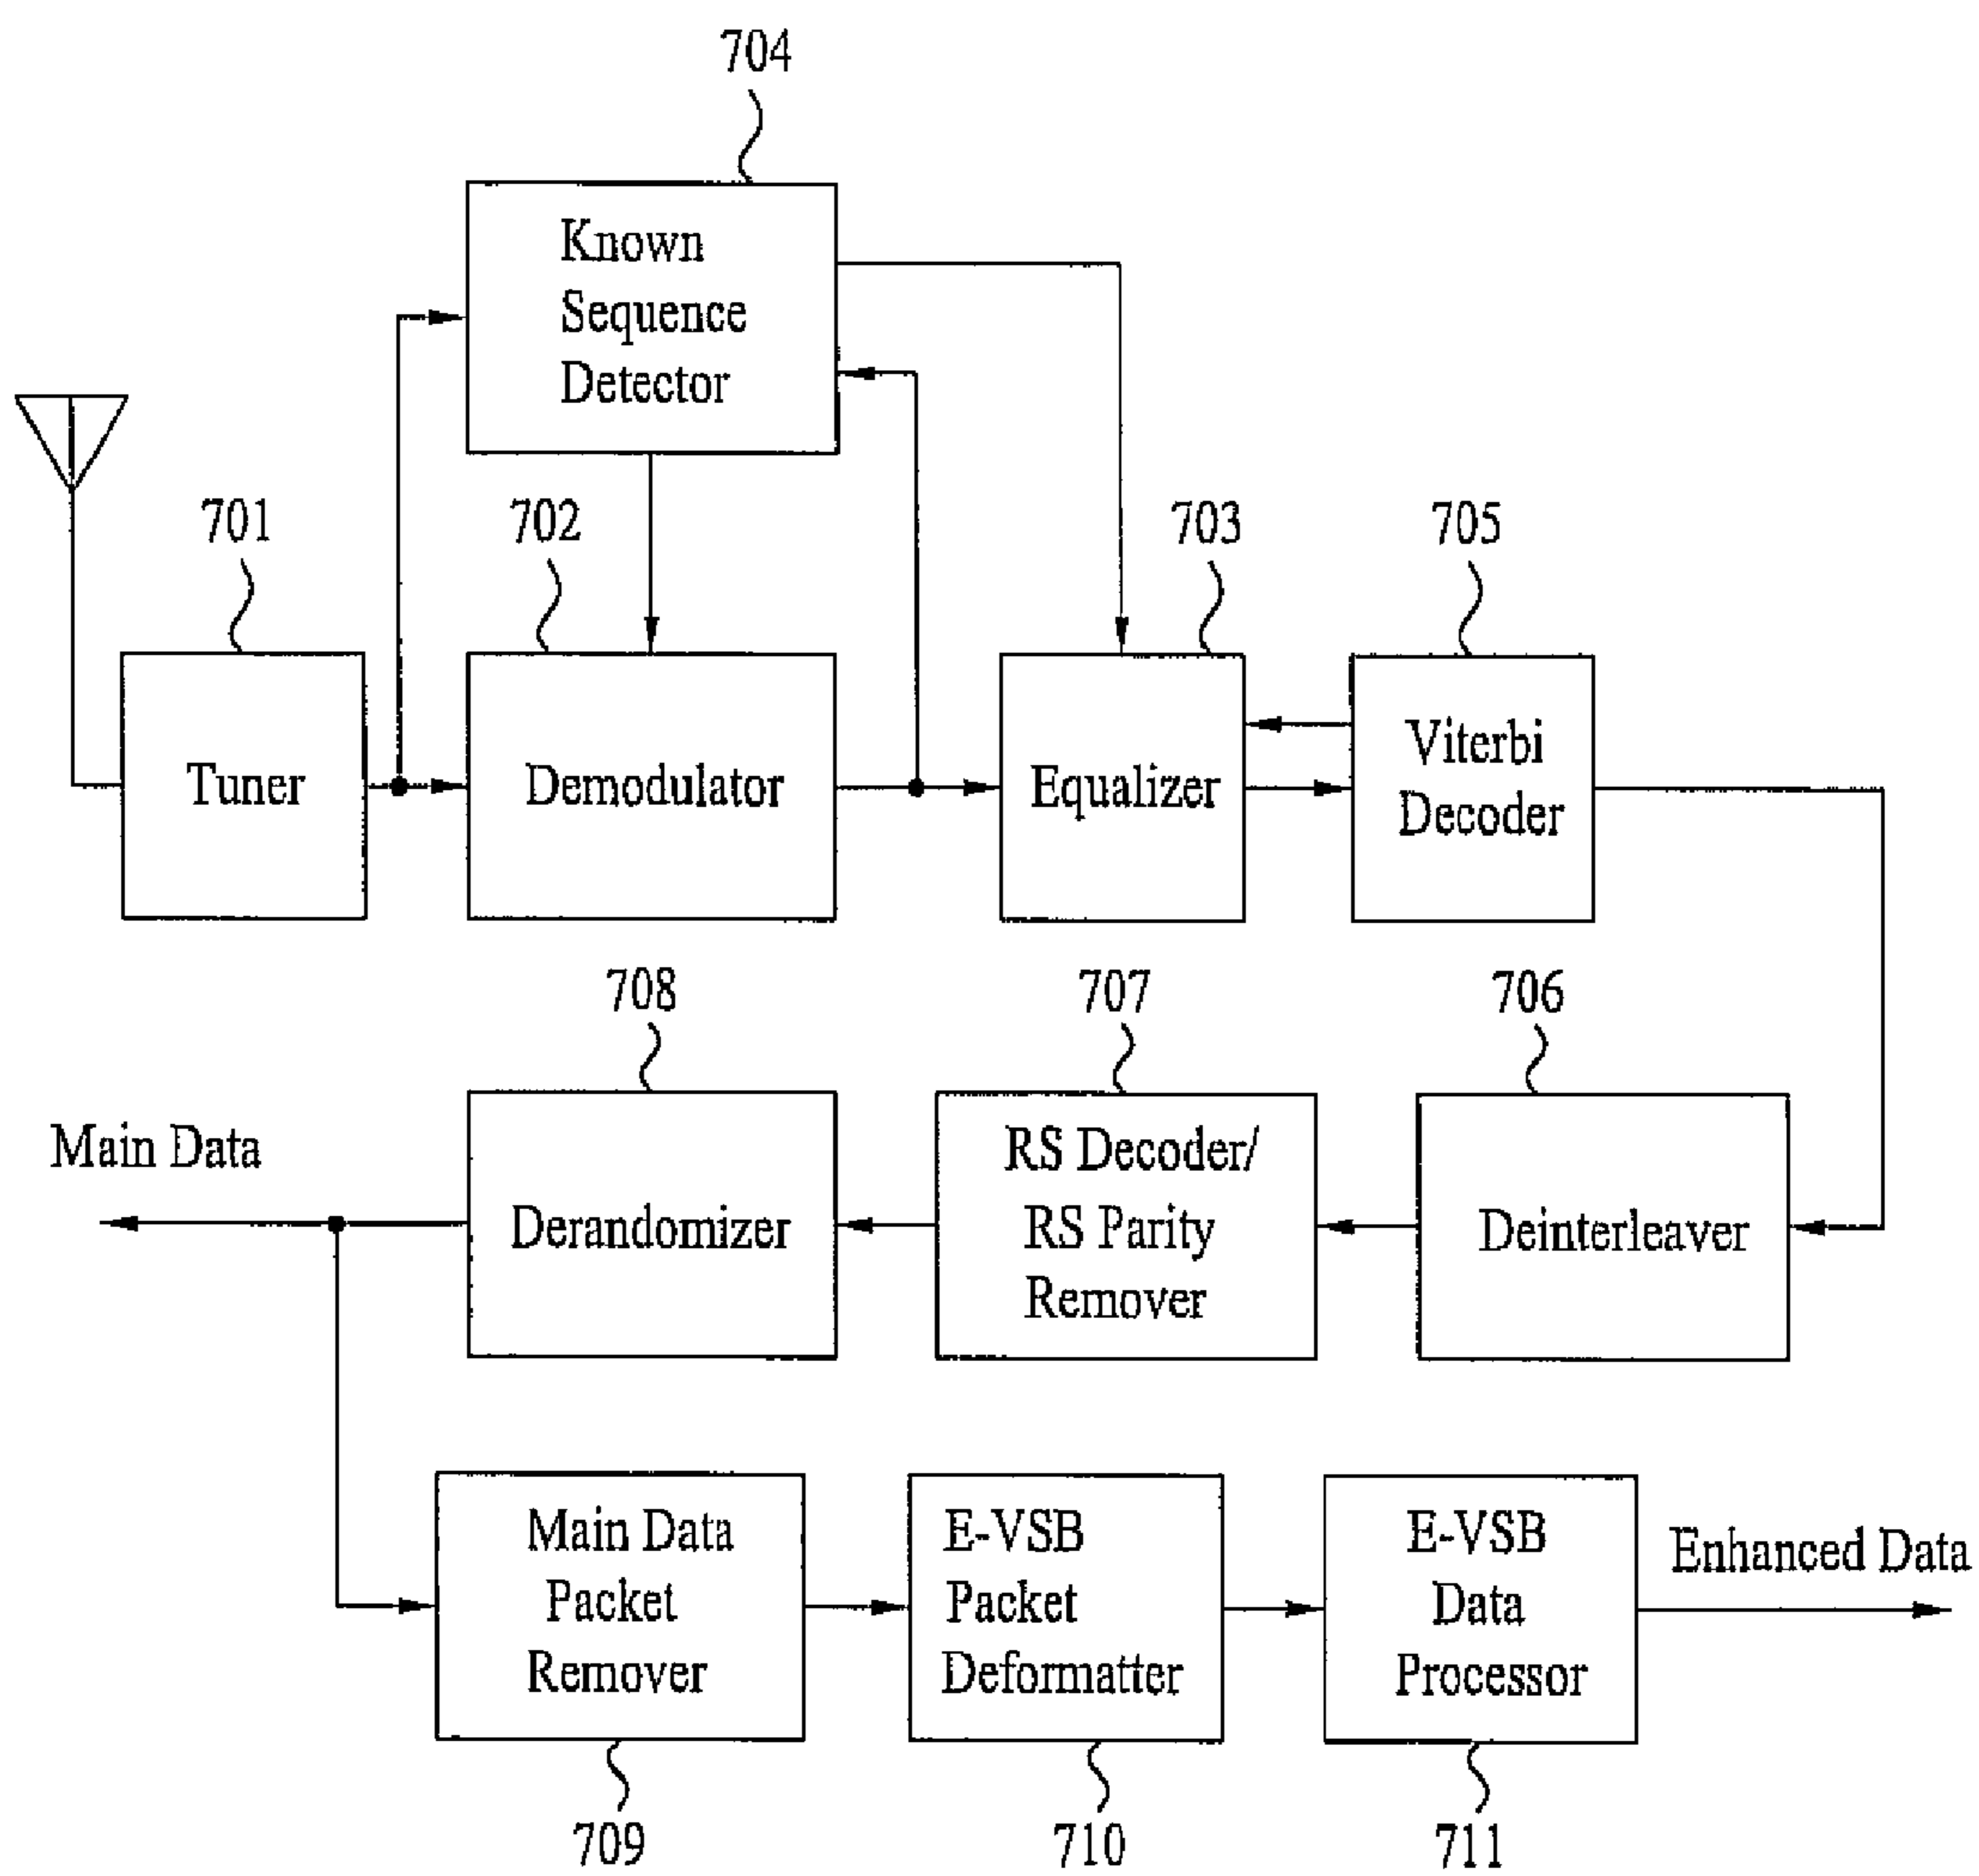 704
Known
Sequence
Detector
701
702
703
705
Tuner
Demodulator
Equalizer
Viterbi
Decoder
708
707
706
Main Data
Derandomizer
RS Decoder/
RS Parity
Remover
Deinterleaver
Main Data
Packet
Remover
E-VSB
Packet
Deformatter
E-VSB
Data
Processor
Enhanced Data
709
710
711